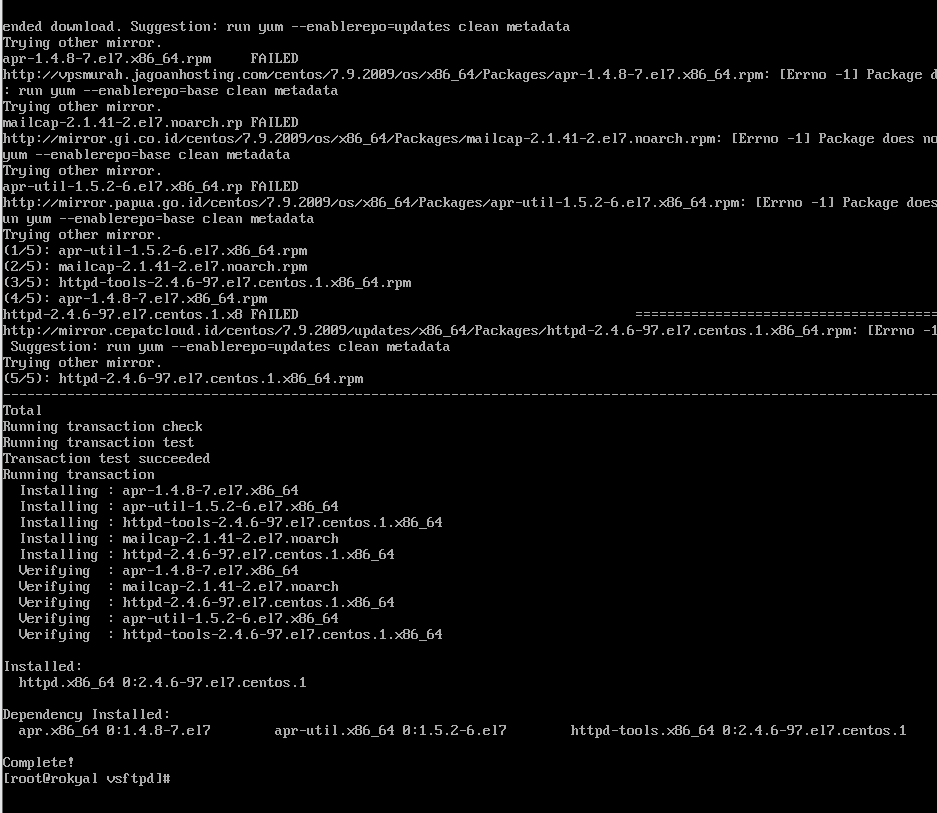 ended download. Suggestion: run yum --enablerepo=updates clean metadata
Trying other mirror.
apr-1.4.8-7.el7.x86_64.rpm     FAILED
http://vpsmurah.jagoanhosting.com/centos/7.9.2009/os/x86_64/Packages/apr-1.4.8-7.el7.x86_64.rpm: [Errno -1] Package d
: run yum --enablerepo=base clean metadata
Trying other mirror.
mailcap-2.1.41-2.el7.noarch.rp FAILED
http://mirror.gi.co.id/centos/7.9.2009/os/x86_64/Packages/mailcap-2.1.41-2.el7.noarch.rpm: [Errno -1] Package does no
yum --enablerepo=base clean metadata
Trying other mirror.
apr-util-1.5.2-6.el7.x86_64.rp FAILED
http://mirror.papua.go.id/centos/7.9.2009/os/x86_64/Packages/apr-util-1.5.2-6.el7.x86_64.rpm: [Errno -1] Package does
un yum --enablerepo=base clean metadata
Trying other mirror.
(1/5): apr-util-1.5.2-6.el7.x86_64.rpm
(2/5): mailcap-2.1.41-2.el7.noarch.rpm
(3/5): httpd-tools-2.4.6-97.el7.centos.1.x86_64.rpm
(4/5): apr-1.4.8-7.el7.x86_64.rpm
httpd-2.4.6-97.el7.centos.1.x8 FAILED                                          ======================================
http://mirror.cepatcloud.id/centos/7.9.2009/updates/x86_64/Packages/httpd-2.4.6-97.el7.centos.1.x86_64.rpm: [Errno -1
 Suggestion: run yum --enablerepo=updates clean metadata
Trying other mirror.
(5/5): httpd-2.4.6-97.el7.centos.1.x86_64.rpm
---------------------------------------------------------------------------------------------------------------------
Total
Running transaction check
Running transaction test
Transaction test succeeded
Running transaction
  Installing : apr-1.4.8-7.el7.x86_64
  Installing : apr-util-1.5.2-6.el7.x86_64
  Installing : httpd-tools-2.4.6-97.el7.centos.1.x86_64
  Installing : mailcap-2.1.41-2.el7.noarch
  Installing : httpd-2.4.6-97.el7.centos.1.x86_64
  Verifying  : apr-1.4.8-7.el7.x86_64
  Verifying  : mailcap-2.1.41-2.el7.noarch
  Verifying  : httpd-2.4.6-97.el7.centos.1.x86_64
  Verifying  : apr-util-1.5.2-6.el7.x86_64
  Verifying  : httpd-tools-2.4.6-97.el7.centos.1.x86_64
Installed:
  httpd.x86_64 0:2.4.6-97.el7.centos.1
Dependency Installed:
  apr.x86_64 0:1.4.8-7.el7        apr-util.x86_64 0:1.5.2-6.el7        httpd-tools.x86_64 0:2.4.6-97.el7.centos.1
Complete!
[root@rokyal vsftpd]#